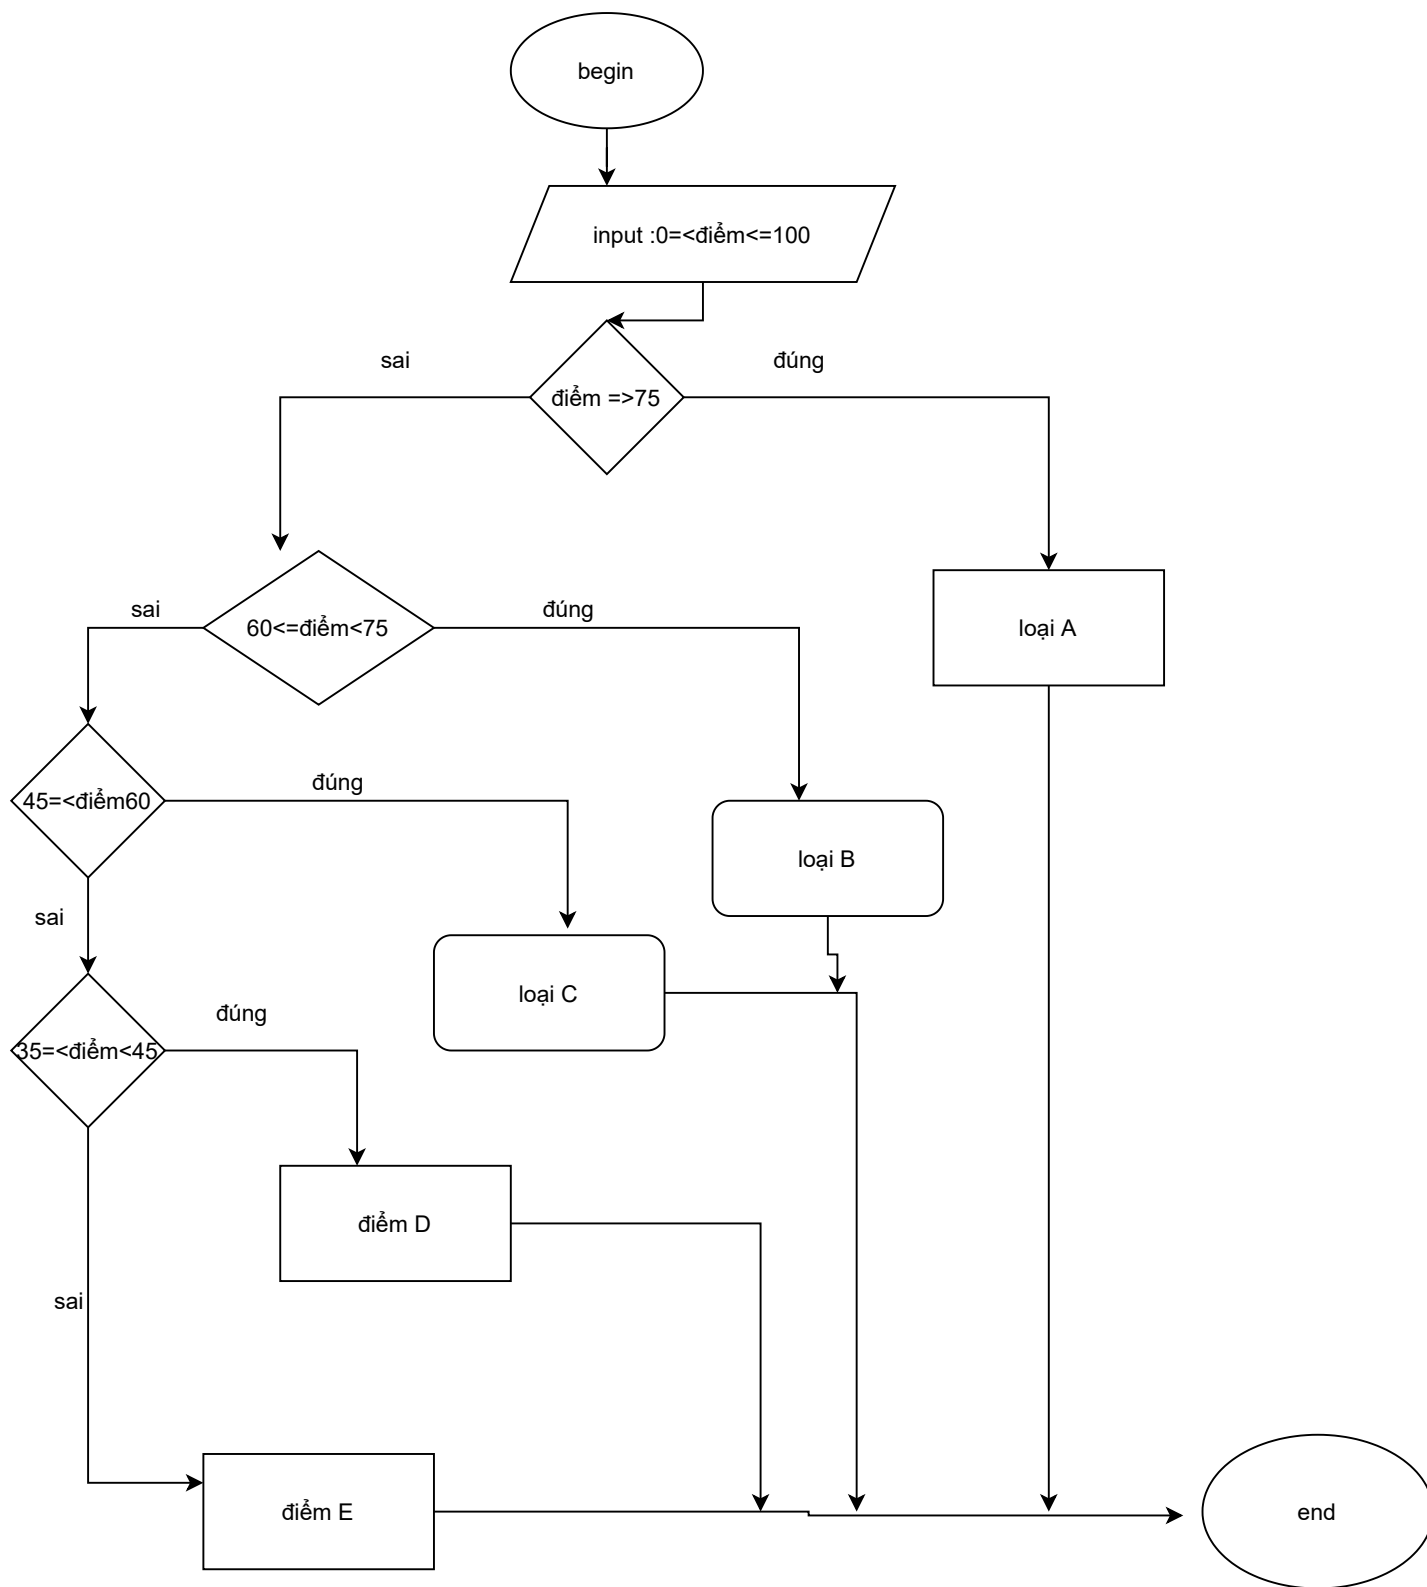 begin
input :0=<điểm<=100
sai
đúng
điểm =>75
sai
đúng
60<=điểm<75
loại A
đúng
45=<điểm60
loại B
sai
loại C
đúng
35=<điểm<45
điểm D
sai
điểm E
end